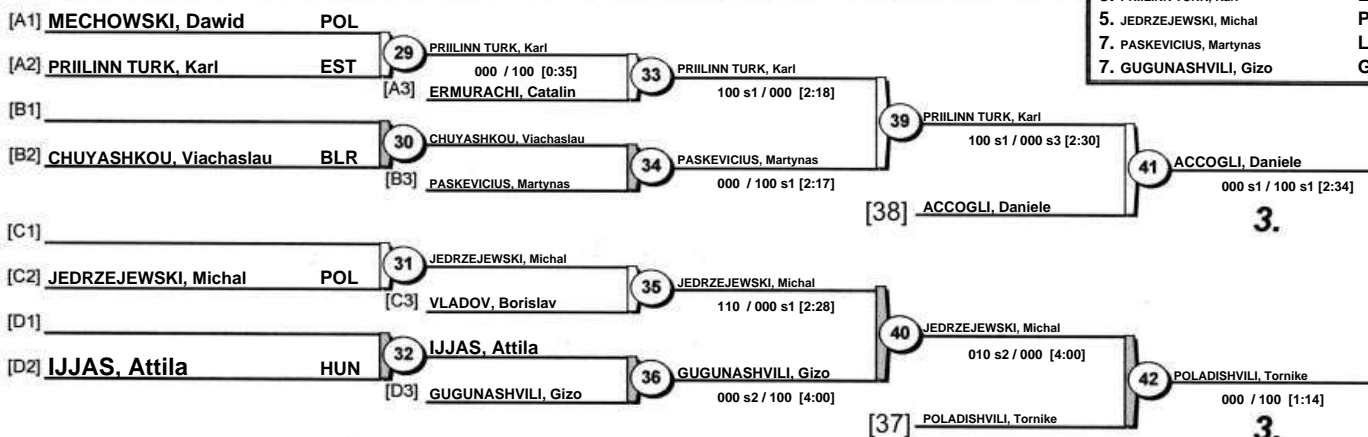 5. JEDRZEJEWSKI, Michal P
7. PASKEVICIUS, Martynas L
7. GUGUNASHVILI, Gizo G
[A1] MECHOWSKI, Dawid POL
[A2] PRIILINN TURK, Karl EST
29
PRIILINN TURK, Karl
000 / 100 [0:35]
[A3] ERMURACHI, Catalin
33
PRIILINN TURK, Karl
100 s1 / 000 [2:18]
[B1]
[B2] CHUYASHKOU, Viachaslau BLR
30
CHUYASHKOU, Viachaslau
[B3] PASKEVICIUS, Martynas
34
PASKEVICIUS, Martynas
000 / 100 s1 [2:17]
39
PRIILINN TURK, Karl
100 s1 / 000 s3 [2:30]
[38] ACCOGLI, Daniele
41
ACCOGLI, Daniele
000 s1 / 100 s1 [2:34]
3.
[C1]
[C2] JEDRZEJEWSKI, Michal POL
31
JEDRZEJEWSKI, Michal
[C3] VLADOV, Borislav
35
JEDRZEJEWSKI, Michal
110 / 000 s1 [2:28]
[D1]
[D2] IJJAS, Attila HUN
32
IJJAS, Attila
[D3] GUGUNASHVILI, Gizo
36
GUGUNASHVILI, Gizo
000 s2 / 100 [4:00]
40
JEDRZEJEWSKI, Michal
010 s2 / 000 [4:00]
[37] POLADISHVILI, Tornike
42
POLADISHVILI, Tornike
000 / 100 [1:14]
3.